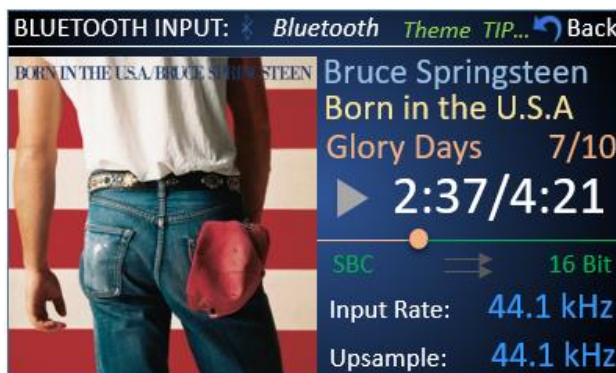 BLUETOOTH INPUT: Bluetooth Theme TIP... Back
BORN IN THE U.S.A./BRUCE SPRINGSTEEN
Bruce Springsteen
Born in the U.S.A
Glory Days 7/10
2:37/4:21
SBC 16 Bit
Input Rate: 44.1 kHz
Upsample: 44.1 kHz